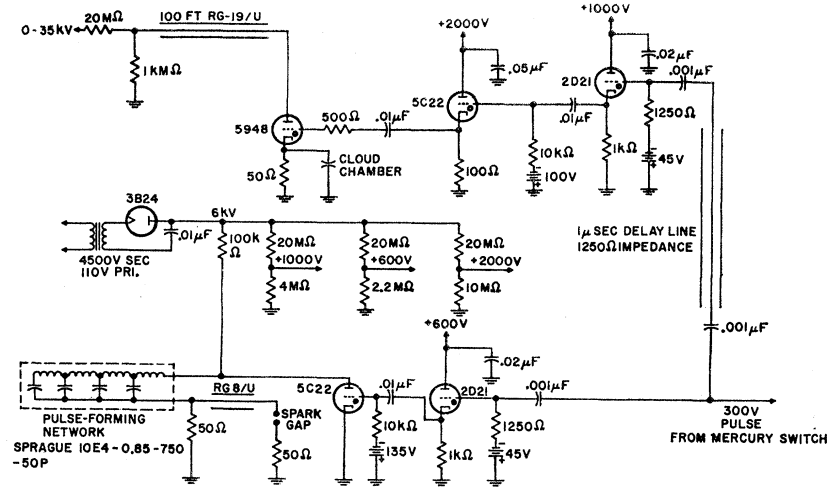 20MΩ
100 FT RG-19/U
0-35kV
1kMΩ
+2000V
.05μF
+1000V
.02μF
.001μF
2D21
5C22
5948
500Ω
.01μF
.01μF
1250Ω
50Ω
CLOUD
CHAMBER
100Ω
10kΩ
100V
1kΩ
45V
3B24
6kV
.01μF
4500V SEC
110V PRI.
100k
Ω
20MΩ
+1000V
4MΩ
20MΩ
+600V
2.2MΩ
20MΩ
+2000V
10MΩ
1μSEC DELAY LINE
1250Ω IMPEDANCE
.001μF
+600V
.02μF
RG8/U
5C22
.01μF
2D21
.001μF
PULSE-FORMING
NETWORK
SPRAGUE 10E4-0.85-750
-50P
50Ω
SPARK
GAP
50Ω
10kΩ
135V
1kΩ
1250Ω
45V
300V
PULSE
FROM MERCURY SWITCH